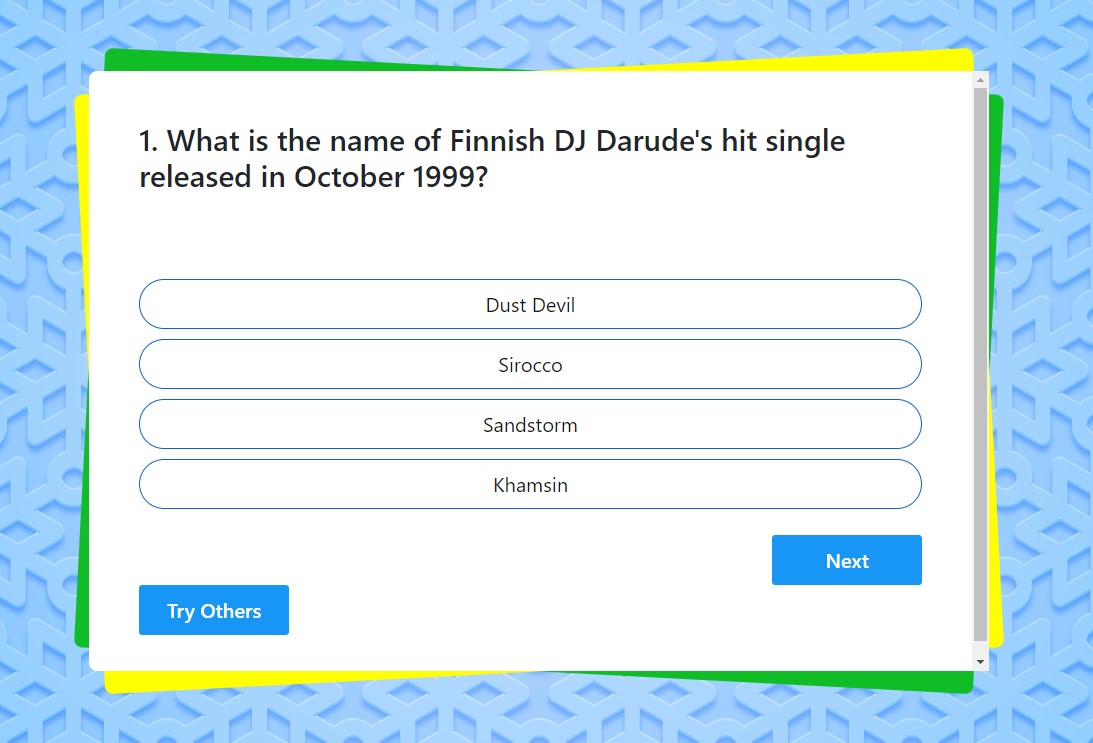 1. What is the name of Finnish DJ Darude's hit single
released in October 1999?
Dust Devil
Sirocco
Sandstorm
Khamsin
Next
Try Others